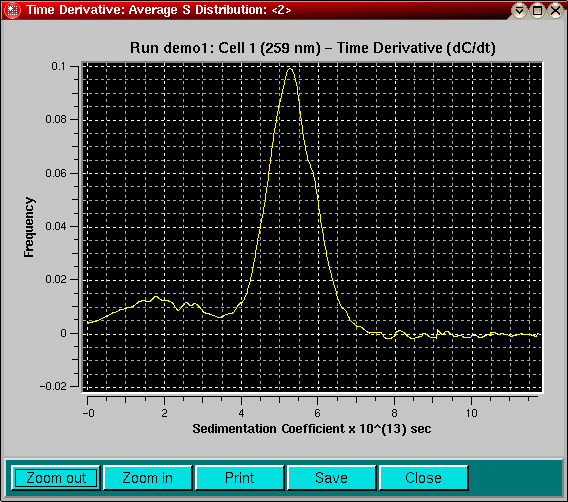 Time Derivative: Average S Distribution: <2>
Run demo1: Cell 1 (259 nm) – Time Derivative (dC/dt)
0.1
0.08
0.06
0.04
0.02
0
−0.02
Frequency
−0 2 4 6 8 10
Sedimentation Coefficient x 10^(13) sec
Zoom out Zoom in Print Save Close